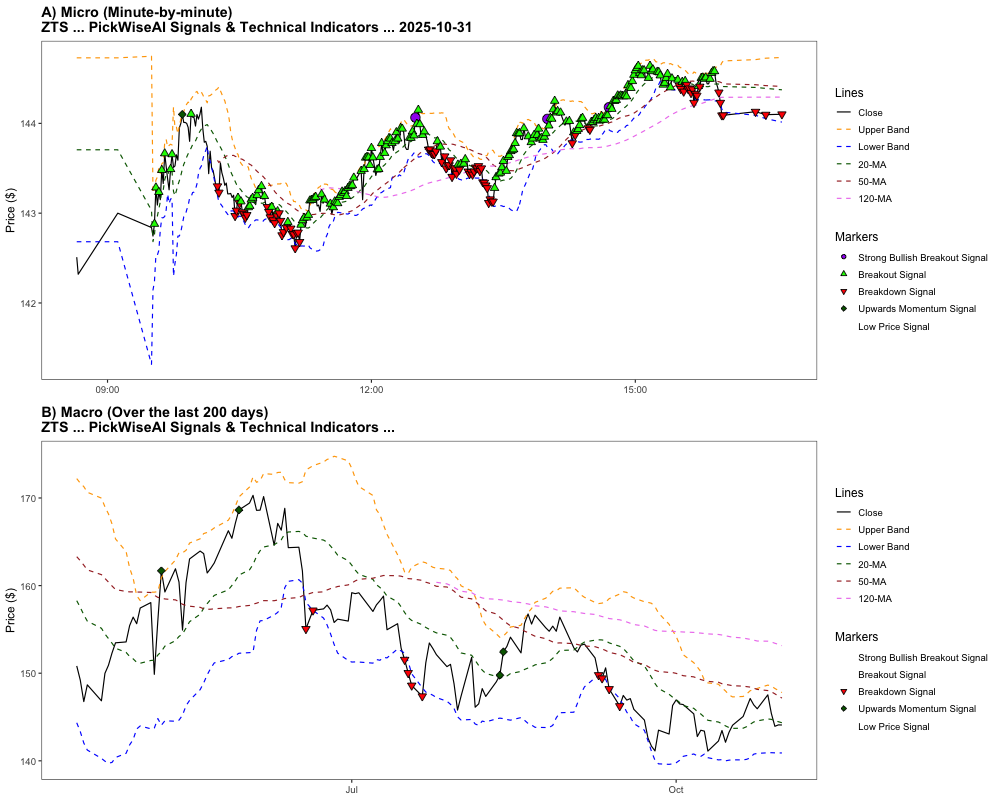 A) Micro (Minute-by-minute)
ZTS ... PickWiseAI Signals & Technical Indicators ... 2025-10-31
Price ($)
144
143
142
09:00
12:00
15:00
Lines
Close
Upper Band
Lower Band
20-MA
50-MA
120-MA
Markers
Strong Bullish Breakout Signal
Breakout Signal
Breakdown Signal
Upwards Momentum Signal
Low Price Signal
B) Macro (Over the last 200 days)
ZTS ... PickWiseAI Signals & Technical Indicators ...
Price ($)
170
160
150
140
Jul
Oct
Lines
Close
Upper Band
Lower Band
20-MA
50-MA
120-MA
Markers
Strong Bullish Breakout Signal
Breakout Signal
Breakdown Signal
Upwards Momentum Signal
Low Price Signal